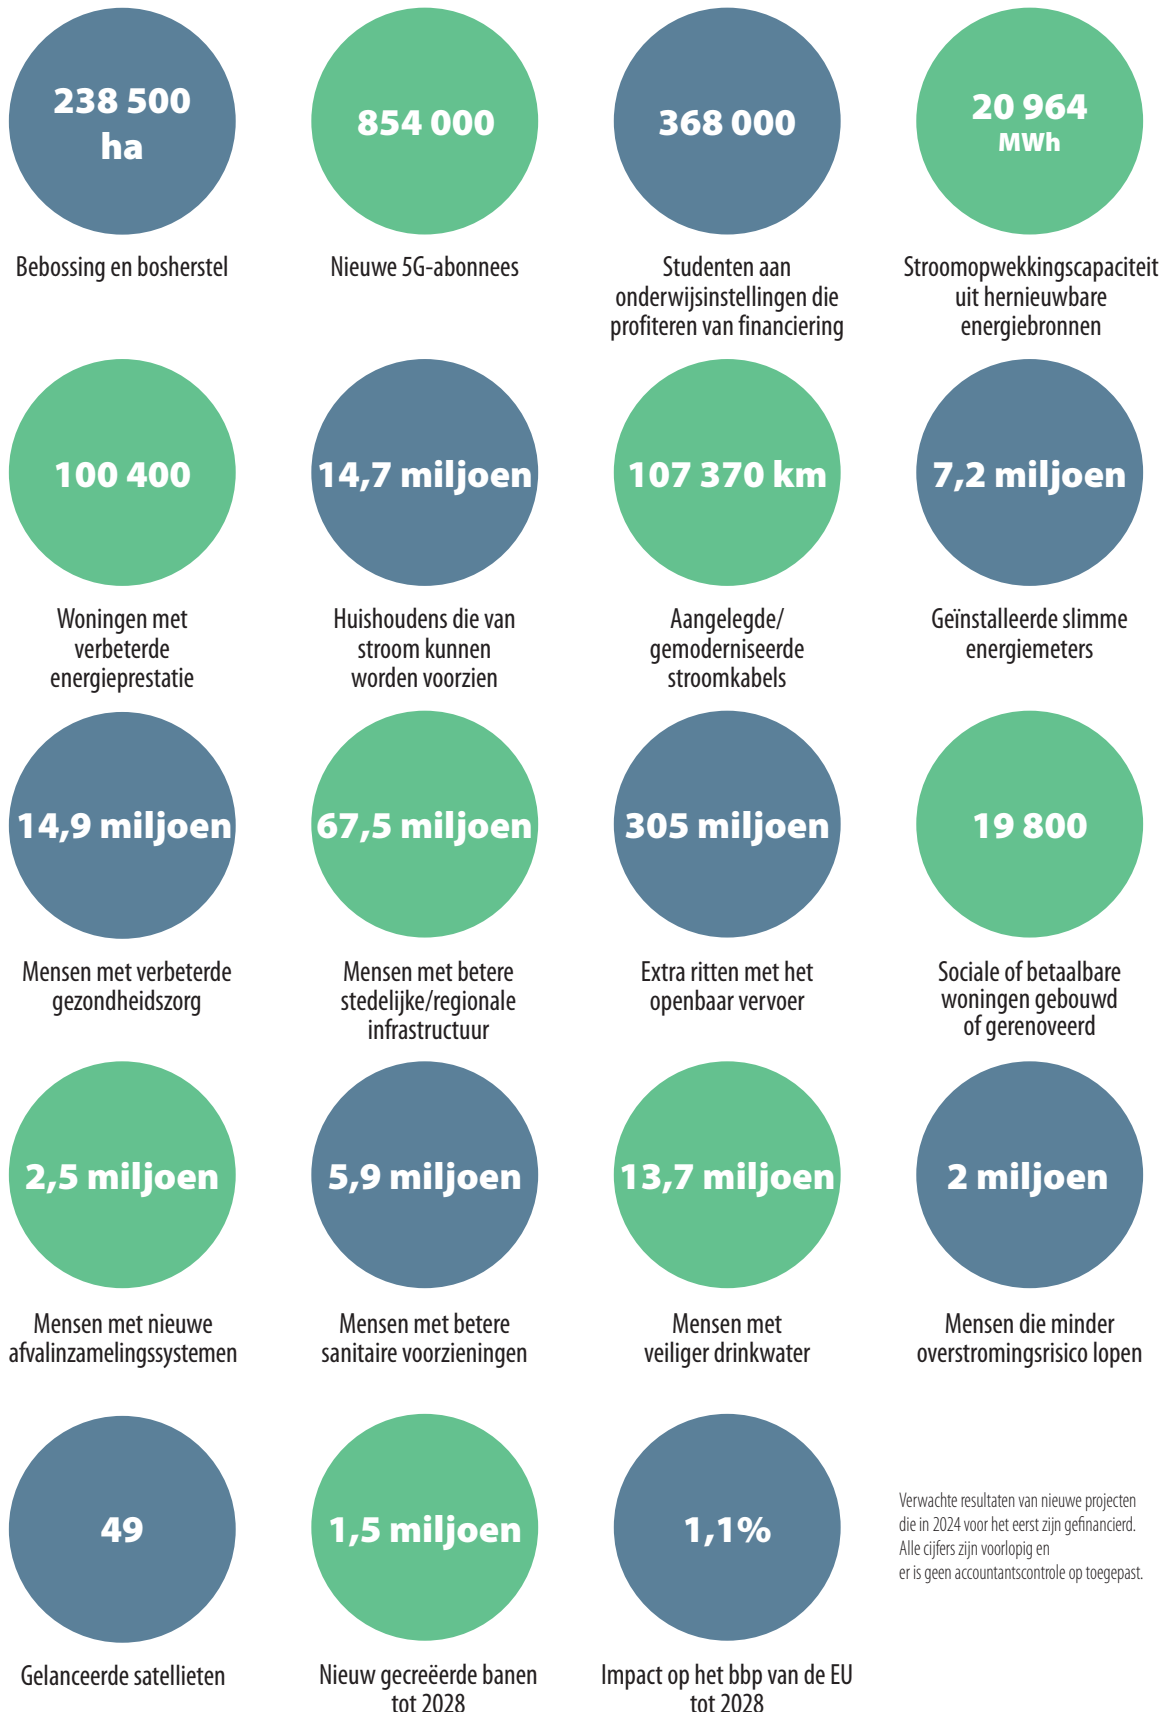 238 500
ha
Bebossing en bosherstel
854 000
Nieuwe 5G-abonnees
368 000
Studenten aan
onderwijsinstellingen die
profiteren van financiering
20 964
MWh
Stroomopwekkingscapaciteit
uit hernieuwbare
energiebronnen
100 400
Woningen met
verbeterde
energieprestatie
14,7 miljoen
Huishoudens die van
stroom kunnen
worden voorzien
107 370 km
Aangelegde/
gemoderniseerde
stroomkabels
7,2 miljoen
Geïnstalleerde slimme
energiemeters
14,9 miljoen
Mensen met verbeterde
gezondheidszorg
67,5 miljoen
Mensen met betere
stedelijke/regionale
infrastructuur
305 miljoen
Extra ritten met het
openbaar vervoer
19 800
Sociale of betaalbare
woningen gebouwd
of gerenoveerd
2,5 miljoen
Mensen met nieuwe
afvalinzamelingssystemen
5,9 miljoen
Mensen met betere
sanitaire voorzieningen
13,7 miljoen
Mensen met
veiliger drinkwater
2 miljoen
Mensen die minder
overstromingsrisico lopen
49
Gelanceerde satellieten
1,5 miljoen
Nieuw gecreëerde banen
tot 2028
1,1%
Impact op het bbp van de EU
tot 2028
Verwachte resultaten van nieuwe projecten
die in 2024 voor het eerst zijn gefinancierd.
Alle cijfers zijn voorlopig en
er is geen accountantscontrole op toegepast.